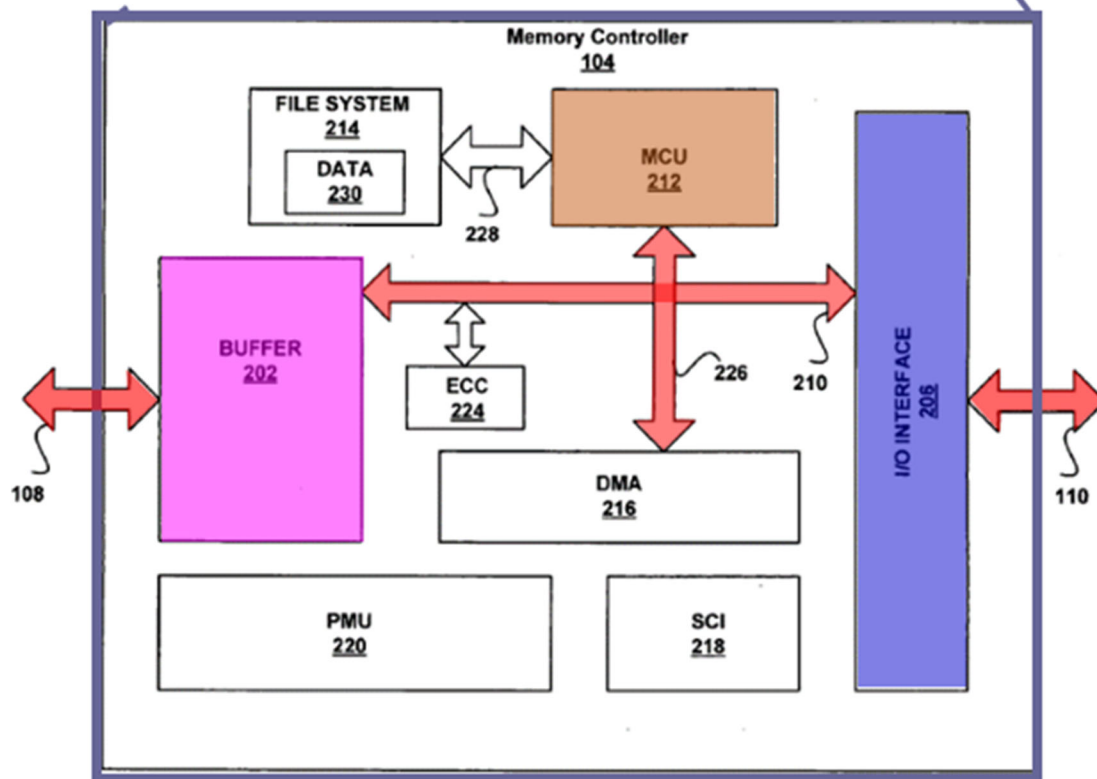 Memory Controller
104
FILE SYSTEM
214
DATA
230
MCU
212
228
BUFFER
202
ECC
224
226
210
I/O INTERFACE
206
108
110
DMA
216
PMU
220
SCI
218